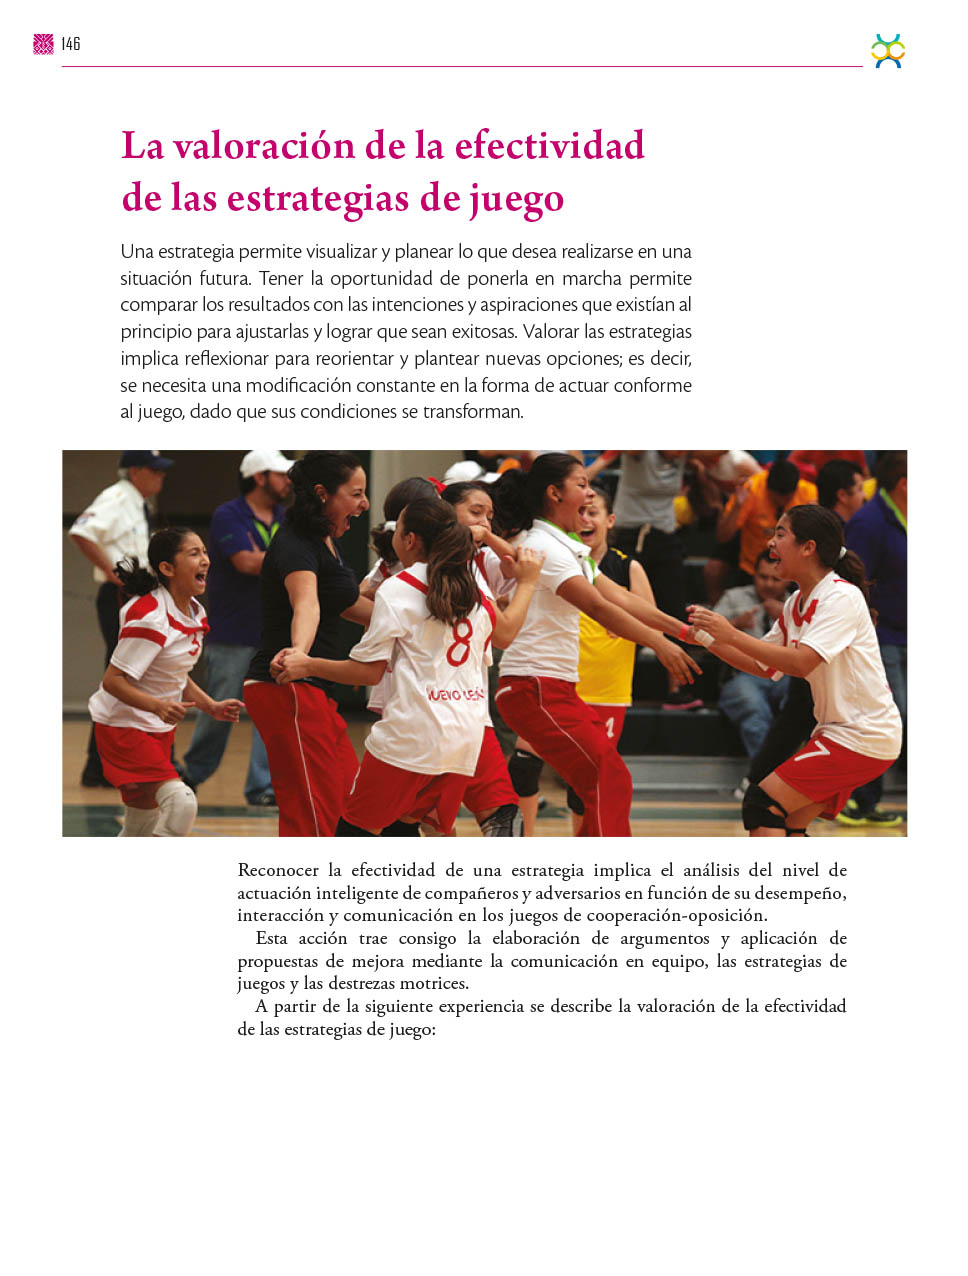 146
La valoración de la efectividad
de las estrategias de juego
Una estrategia permite visualizar y planear lo que desea realizarse en una
situación futura. Tener la oportunidad de ponerla en marcha permite
comparar los resultados con las intenciones y aspiraciones que existían al
principio para ajustarlas y lograr que sean exitosas. Valorar las estrategias
implica reflexionar para reorientar y plantear nuevas opciones; es decir,
se necesita una modificación constante en la forma de actuar conforme
al juego, dado que sus condiciones se transforman.
8
NUEVO LEÓN
7
Reconocer la efectividad de una estrategia implica el análisis del nivel de
actuación inteligente de compañeros y adversarios en función de su desempeño,
interacción y comunicación en los juegos de cooperación-oposición.
Esta acción trae consigo la elaboración de argumentos y aplicación de
propuestas de mejora mediante la comunicación en equipo, las estrategias de
juegos y las destrezas motrices.
A partir de la siguiente experiencia se describe la valoración de la efectividad
de las estrategias de juego: